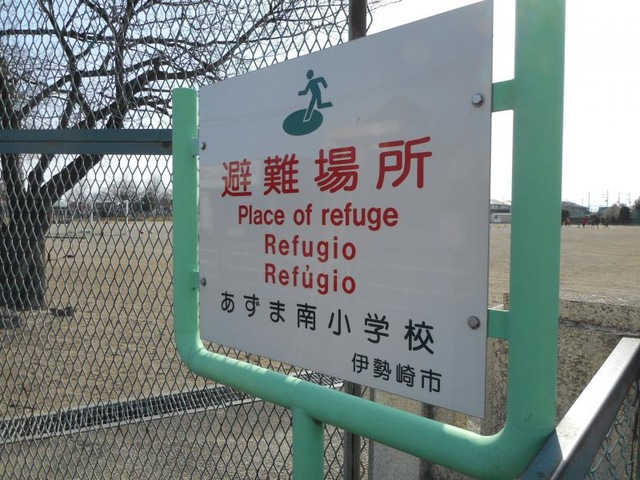 避難場所
Place of refuge
Refugio
Refúgio
あずま南小学校
伊勢崎市